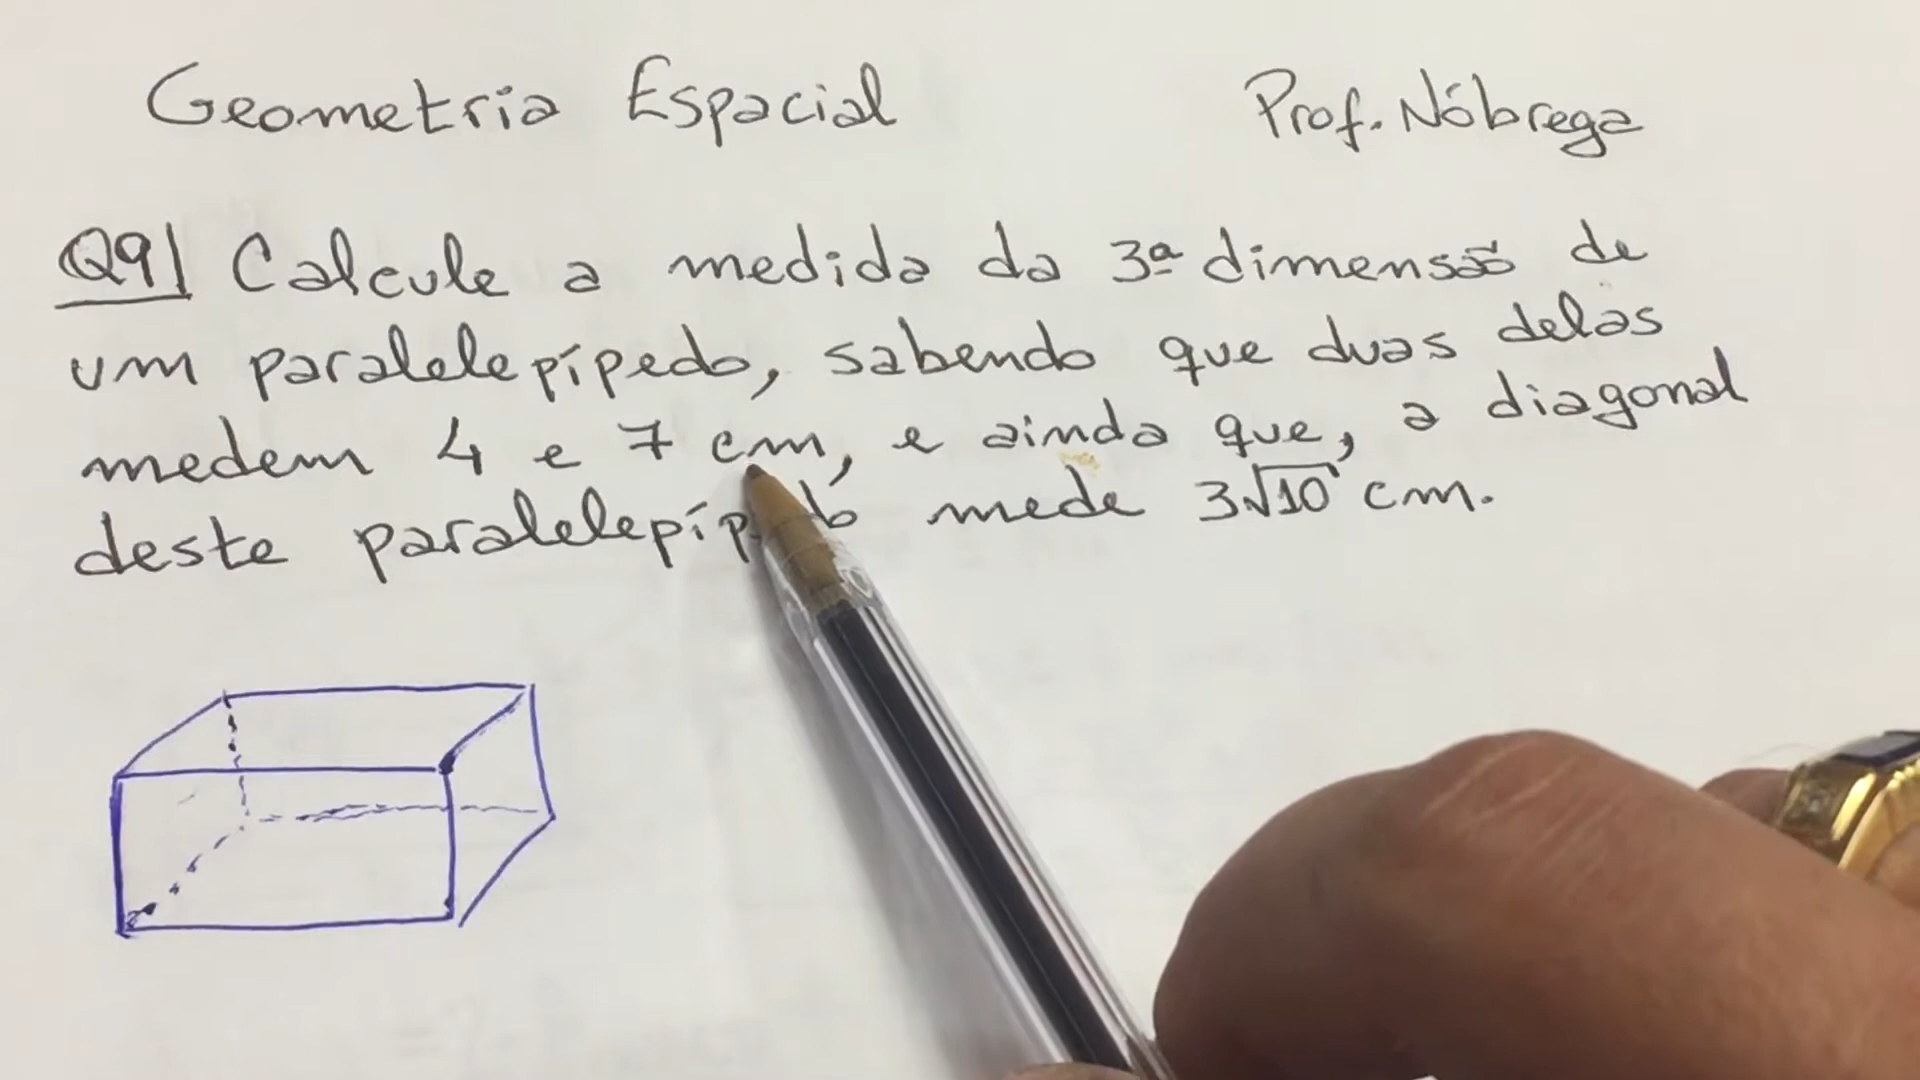 Geometria Espacial Prof. Nóbrega
Q9| Calcule a medida da 3ª dimensão de
um paralelepípedo, sabendo que duas delas
medem 4 e 7 cm, e ainda que, a diagonal
deste mede 3√10 cm.